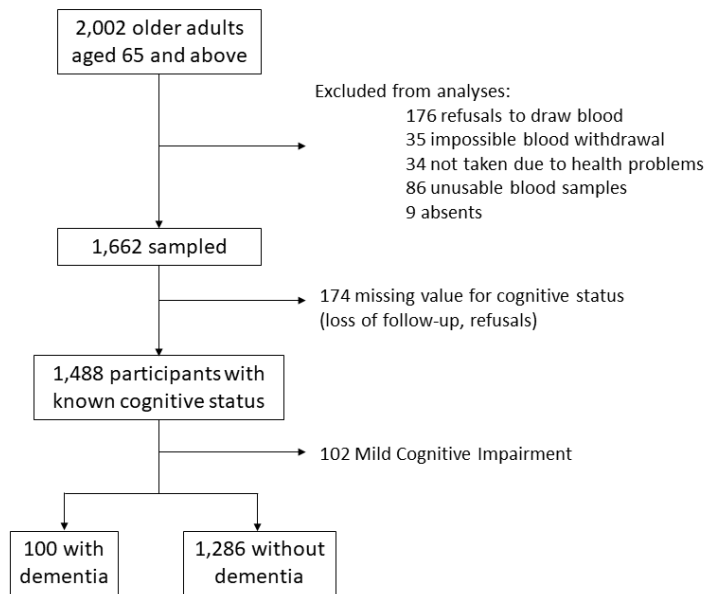 2,002 older adults
aged 65 and above
Excluded from analyses:
176 refusals to draw blood
35 impossible blood withdrawal
34 not taken due to health problems
86 unusable blood samples
9 absents
1,662 sampled
174 missing value for cognitive status
(loss of follow-up, refusals)
1,488 participants with
known cognitive status
102 Mild Cognitive Impairment
100 with
dementia
1,286 without
dementia